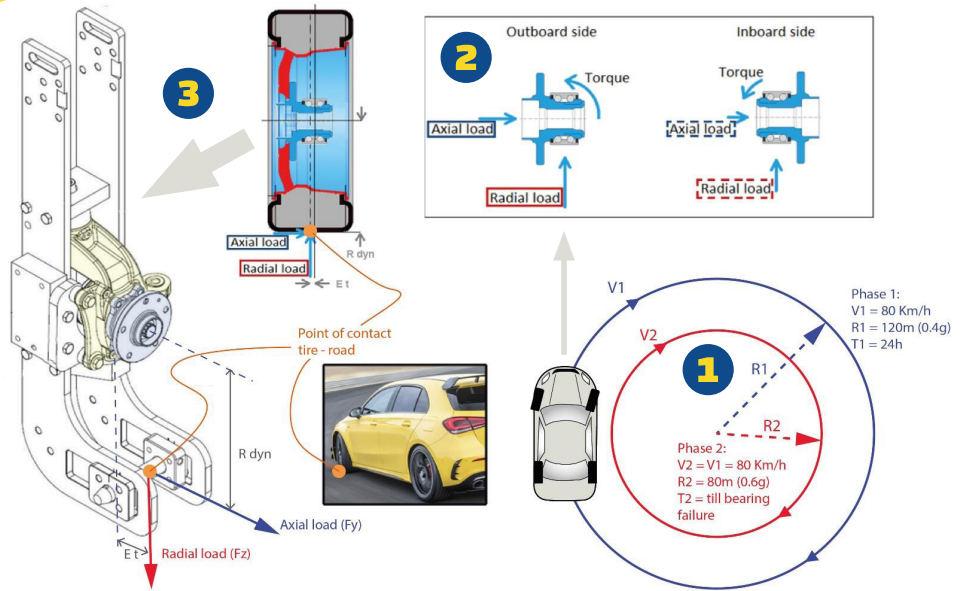 3
Axial load
Radial load
R dyn
E t
Point of contact
tire - road
R dyn
Axial load (Fy)
E t
Radial load (Fz)
2
Outboard side
Torque
Axial load
Radial load
Inboard side
Torque
Axial load
Radial load
1
V1
V2
R1
R2
Phase 1:
V1 = 80 Km/h
R1 = 120m (0.4g)
T1 = 24h
Phase 2:
V2 = V1 = 80 Km/h
R2 = 80m (0.6g)
T2 = till bearing
failure